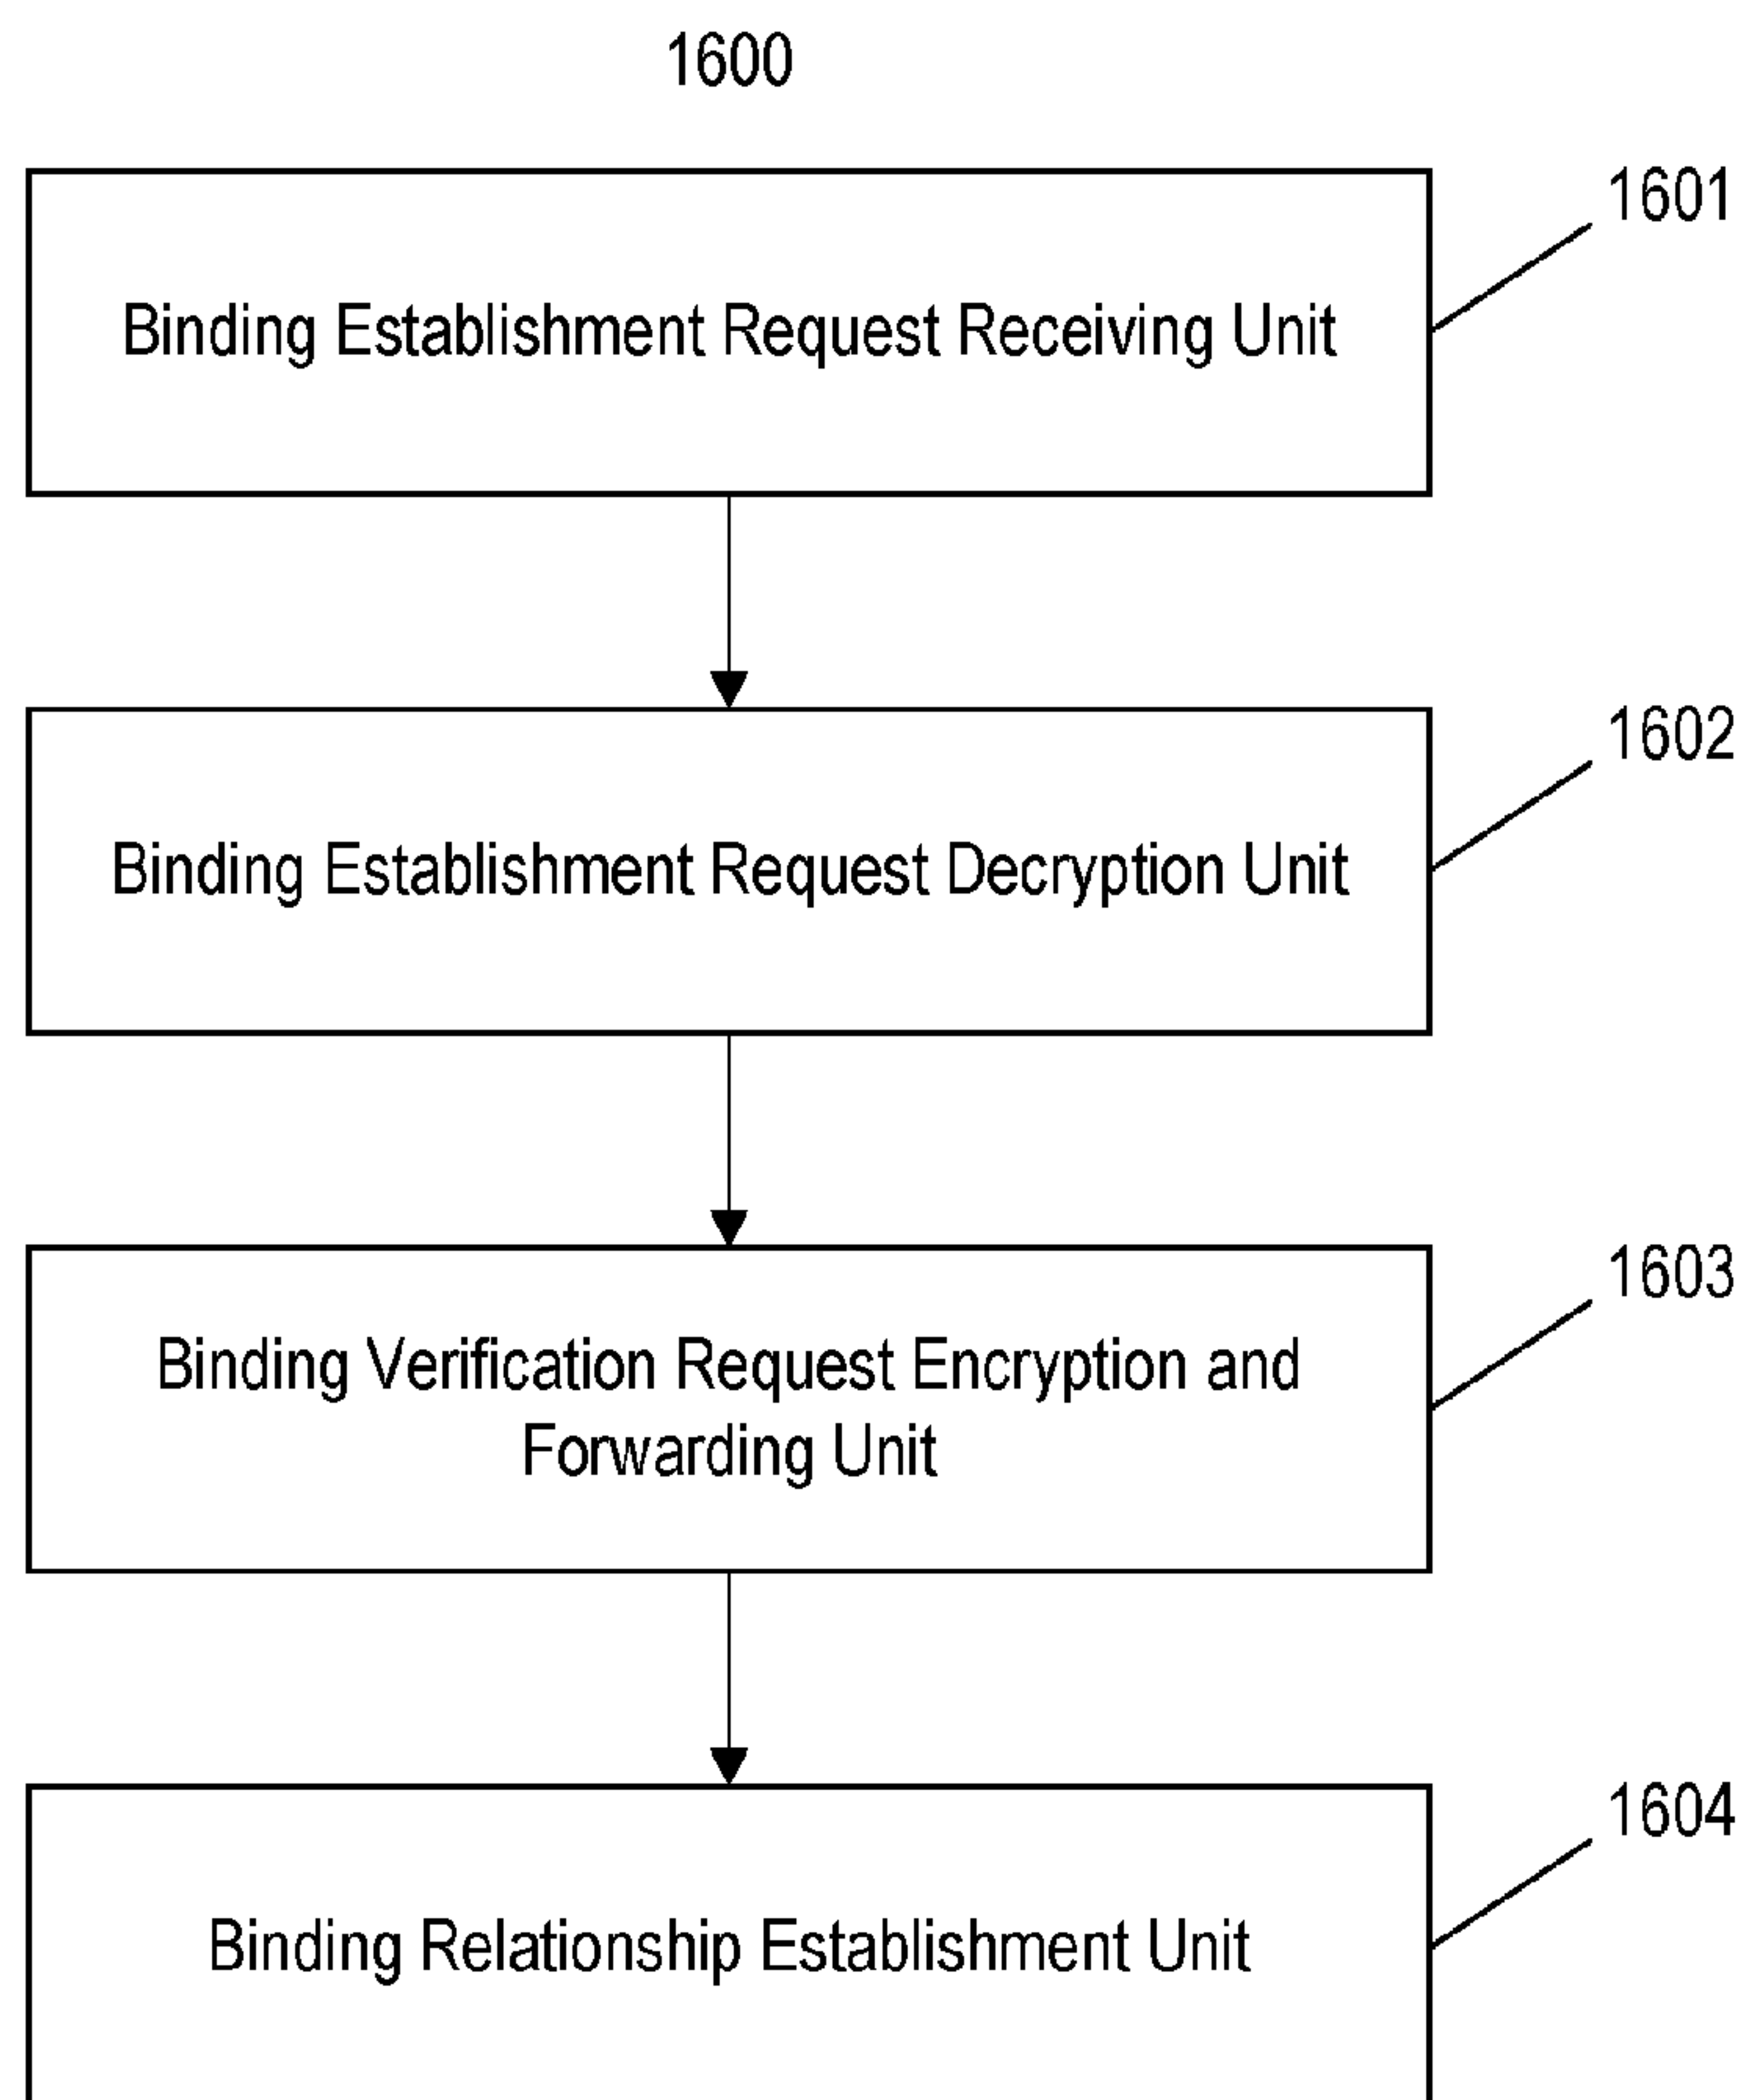 1600
1601
Binding Establishment Request Receiving Unit
1602
Binding Establishment Request Decryption Unit
1603
Binding Verification Request Encryption and
Forwarding Unit
1604
Binding Relationship Establishment Unit